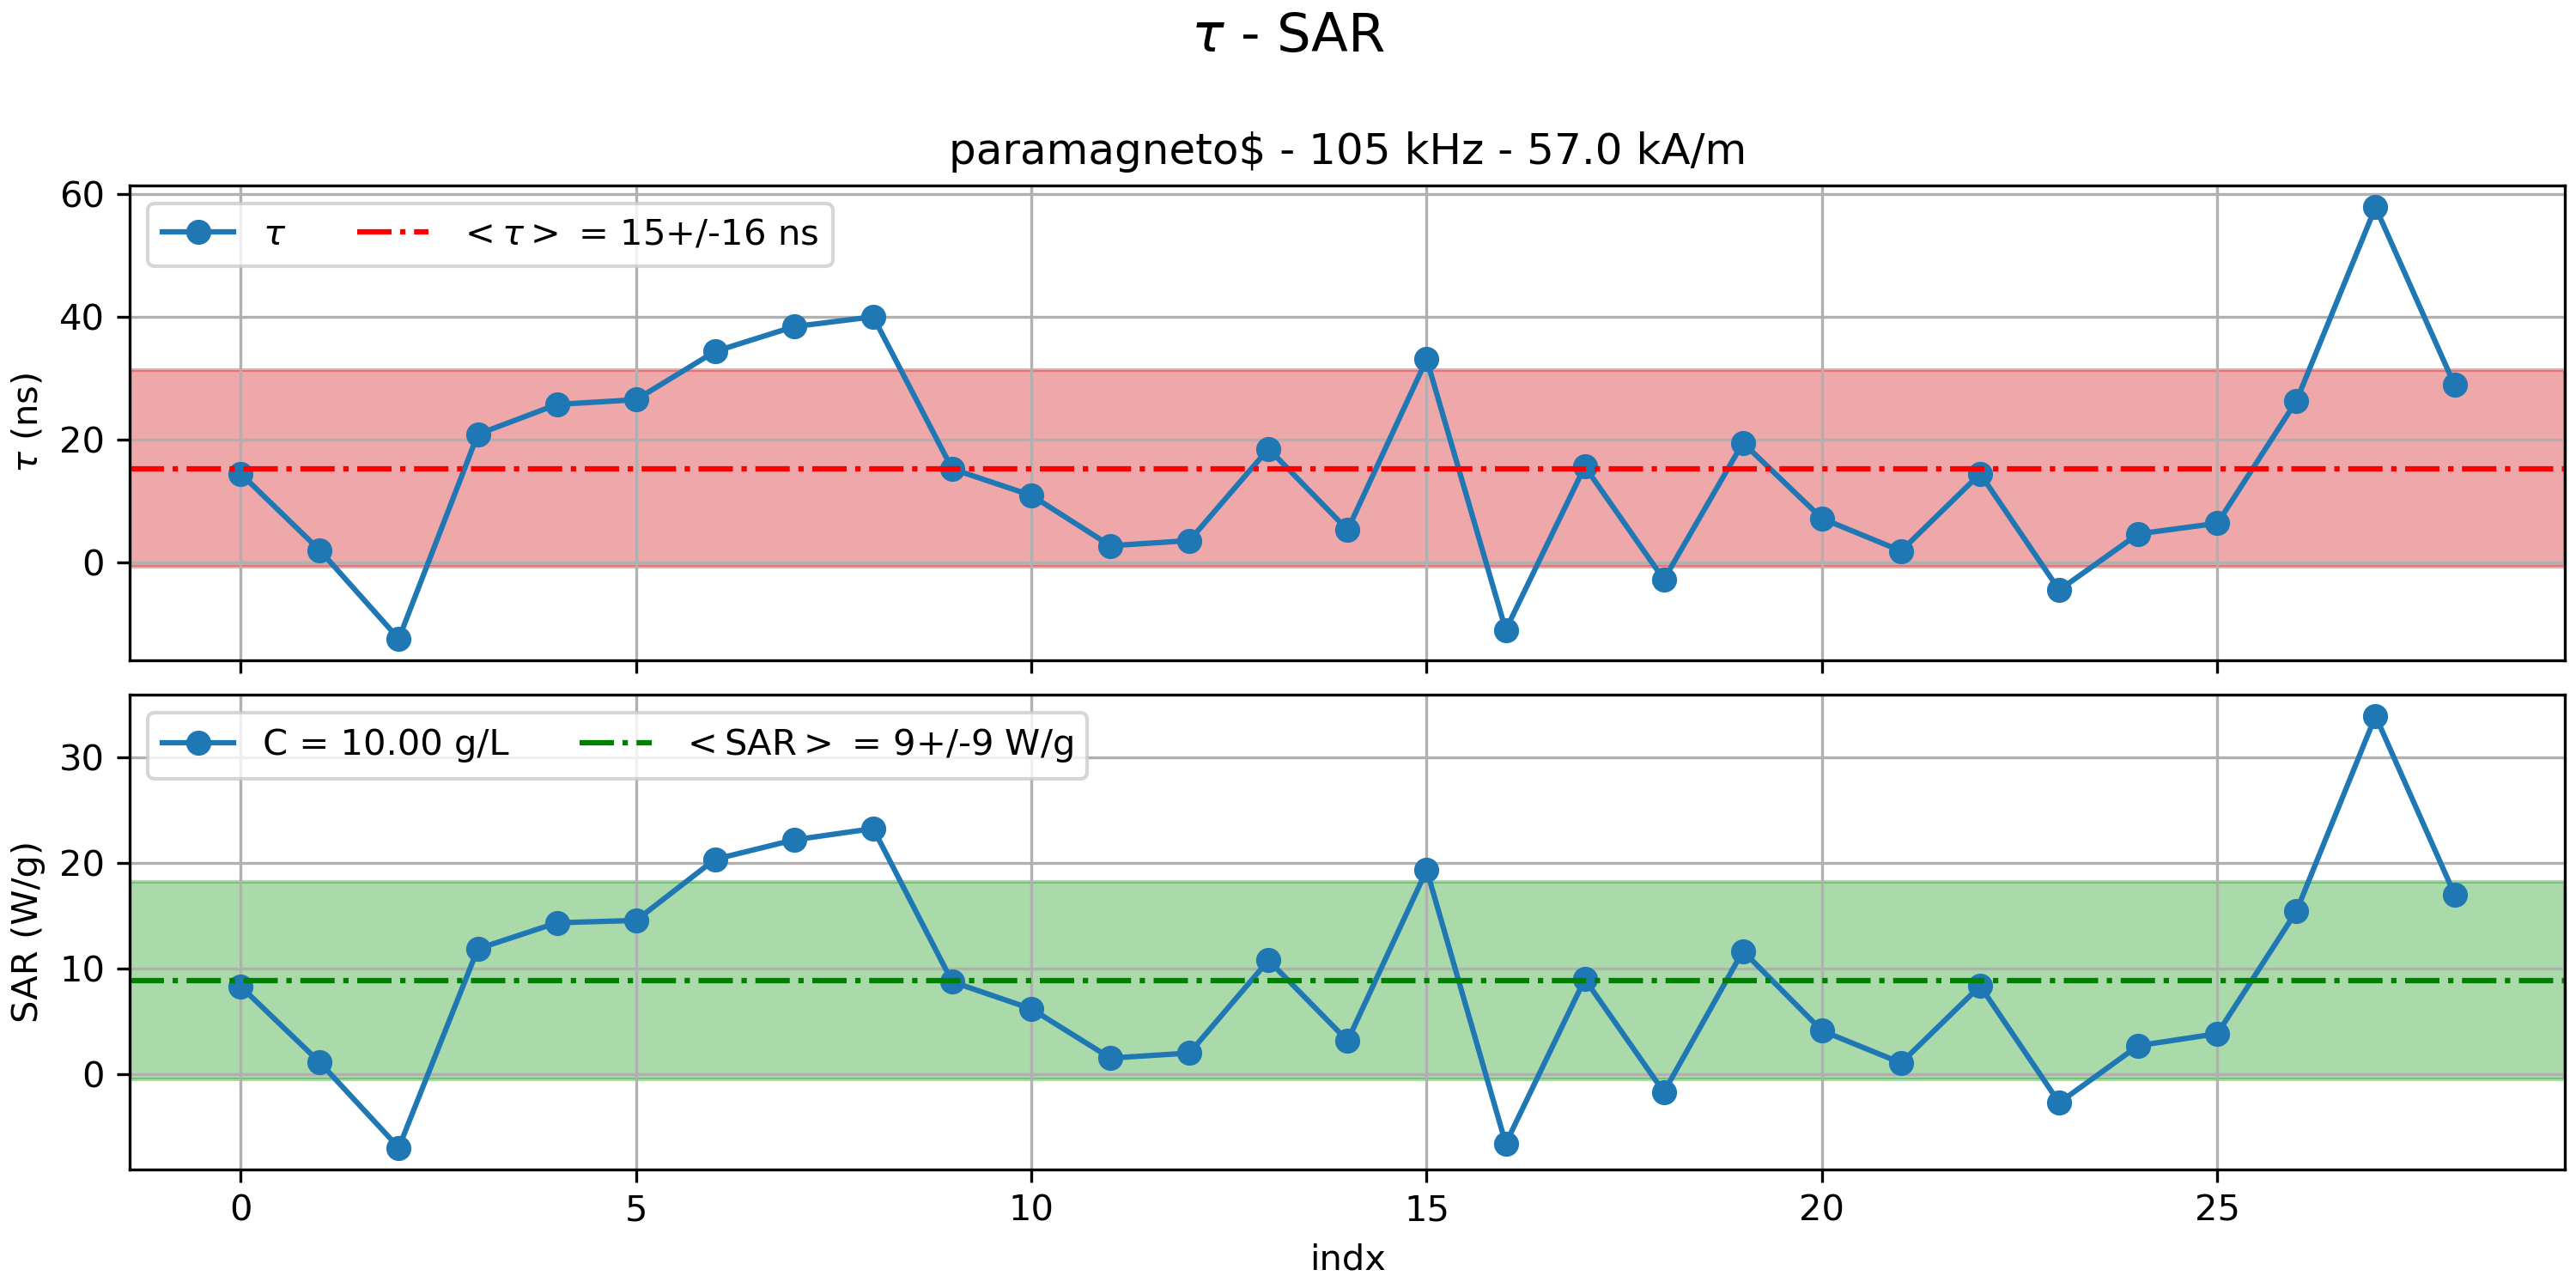 τ - SAR
paramagneto$ - 105 kHz - 57.0 kA/m
τ (ns)
60
40
20
0
τ
<τ> = 15+/-16 ns
SAR (W/g)
30
20
10
0
C = 10.00 g/L
<SAR> = 9+/-9 W/g
0 5 10 15 20 25
indx